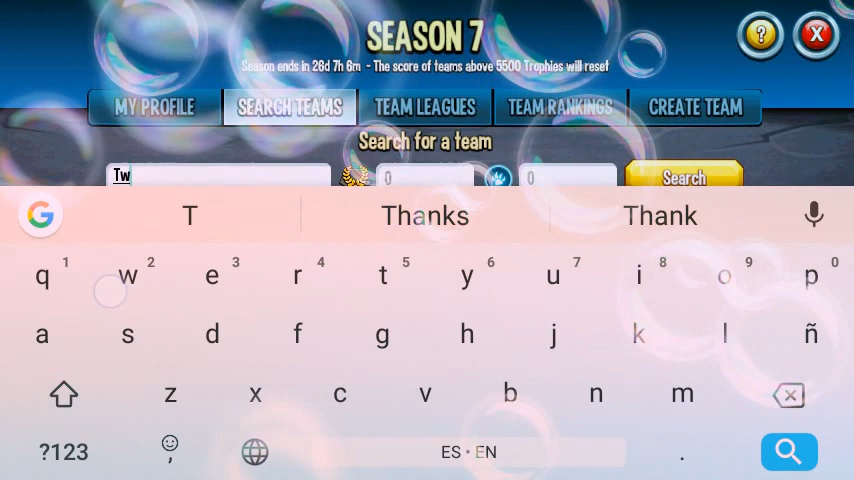 SEASON 7
Season ends in 26d 7h 6m - The score of teams above 5500 Trophies will reset
? X
MY PROFILE SEARCH TEAMS TEAM LEAGUES TEAM RANKINGS CREATE TEAM
Search for a team
Tw 0 0 Search
G T Thanks Thank
q 1 w 2 e 3 r 4 t 5 y 6 u 7 i 8 o 9 p 0
a s d f g h j k l ñ
z x c v b n m
?123 , ES • EN .